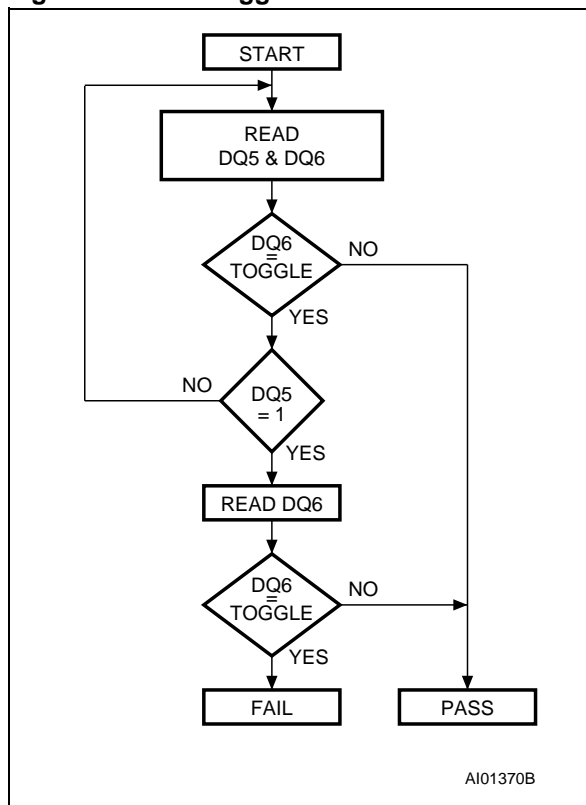 START
READ
DQ5 & DQ6
DQ6
=
TOGGLE
NO
YES
NO
DQ5
= 1
YES
READ DQ6
DQ6
=
TOGGLE
NO
YES
FAIL
PASS
AI01370B